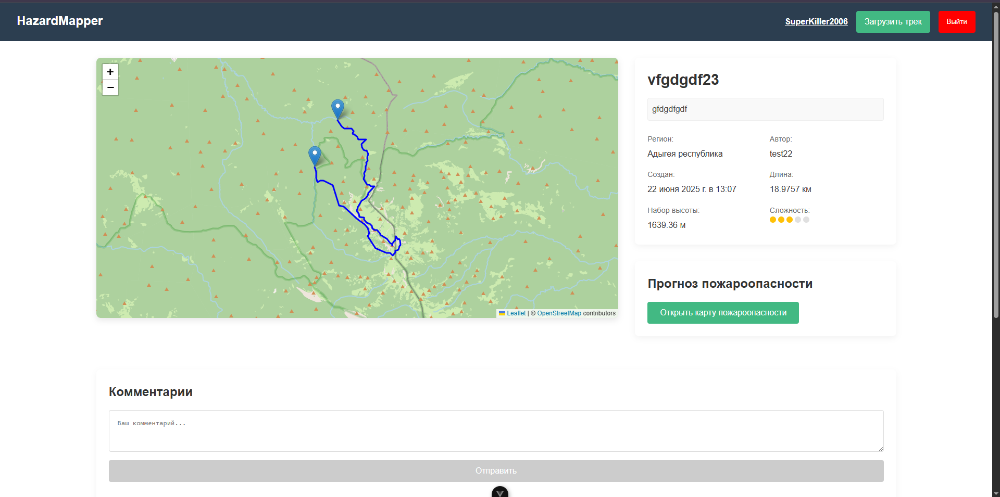 HazardMapper
SuperKiller2006
Загрузить трек
Выйти
+
−
Leaflet | © OpenStreetMap contributors
vfgdgdf23
gfdgdfgdf
Регион:
Адыгея республика
Автор:
test22
Создан:
22 июня 2025 г. в 13:07
Длина:
18.9757 км
Набор высоты:
1639.36 м
Сложность:
Прогноз пожароопасности
Открыть карту пожароопасности
Комментарии
Ваш комментарий...
Отправить